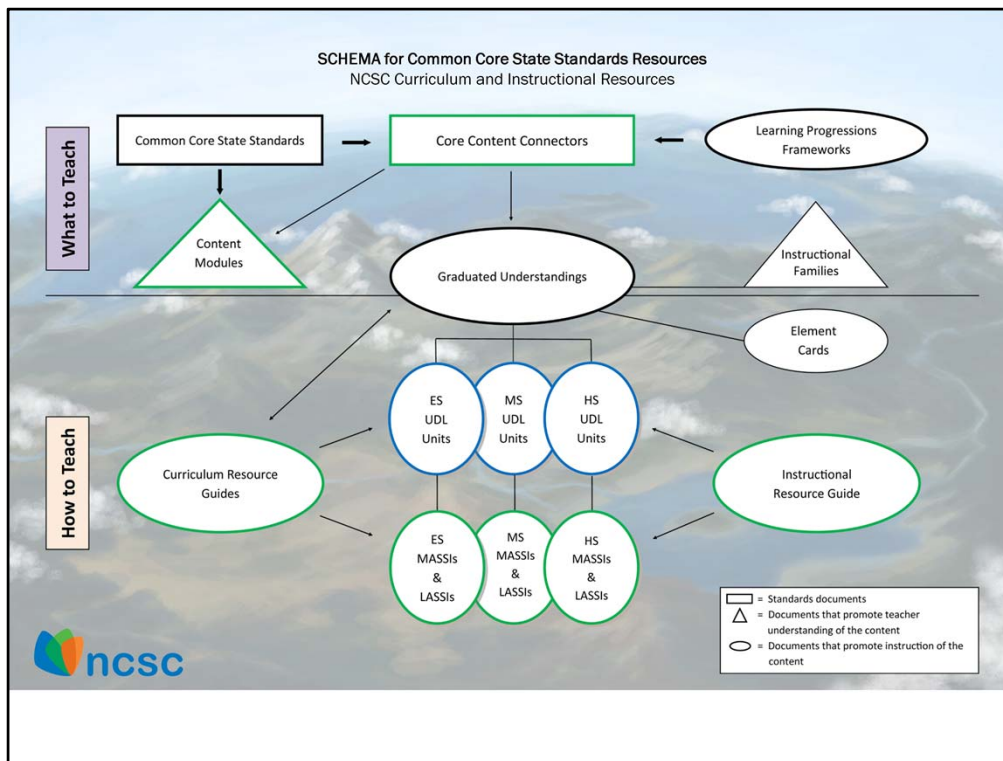 SCHEMA for Common Core State Standards Resources
NCSC Curriculum and Instructional Resources
What to Teach
Common Core State Standards
Core Content Connectors
Learning Progressions
Frameworks
Content
Modules
Graduated Understandings
Instructional
Families
Element
Cards
How to Teach
ES
UDL
Units
MS
UDL
Units
HS
UDL
Units
Curriculum Resource
Guides
Instructional
Resource Guide
ES
MASSIs
&
LASSIs
MS
MASSIs
&
LASSIs
HS
MASSIs
&
LASSIs
= Standards documents
= Documents that promote teacher
understanding of the content
= Documents that promote instruction of the
content
ncsc